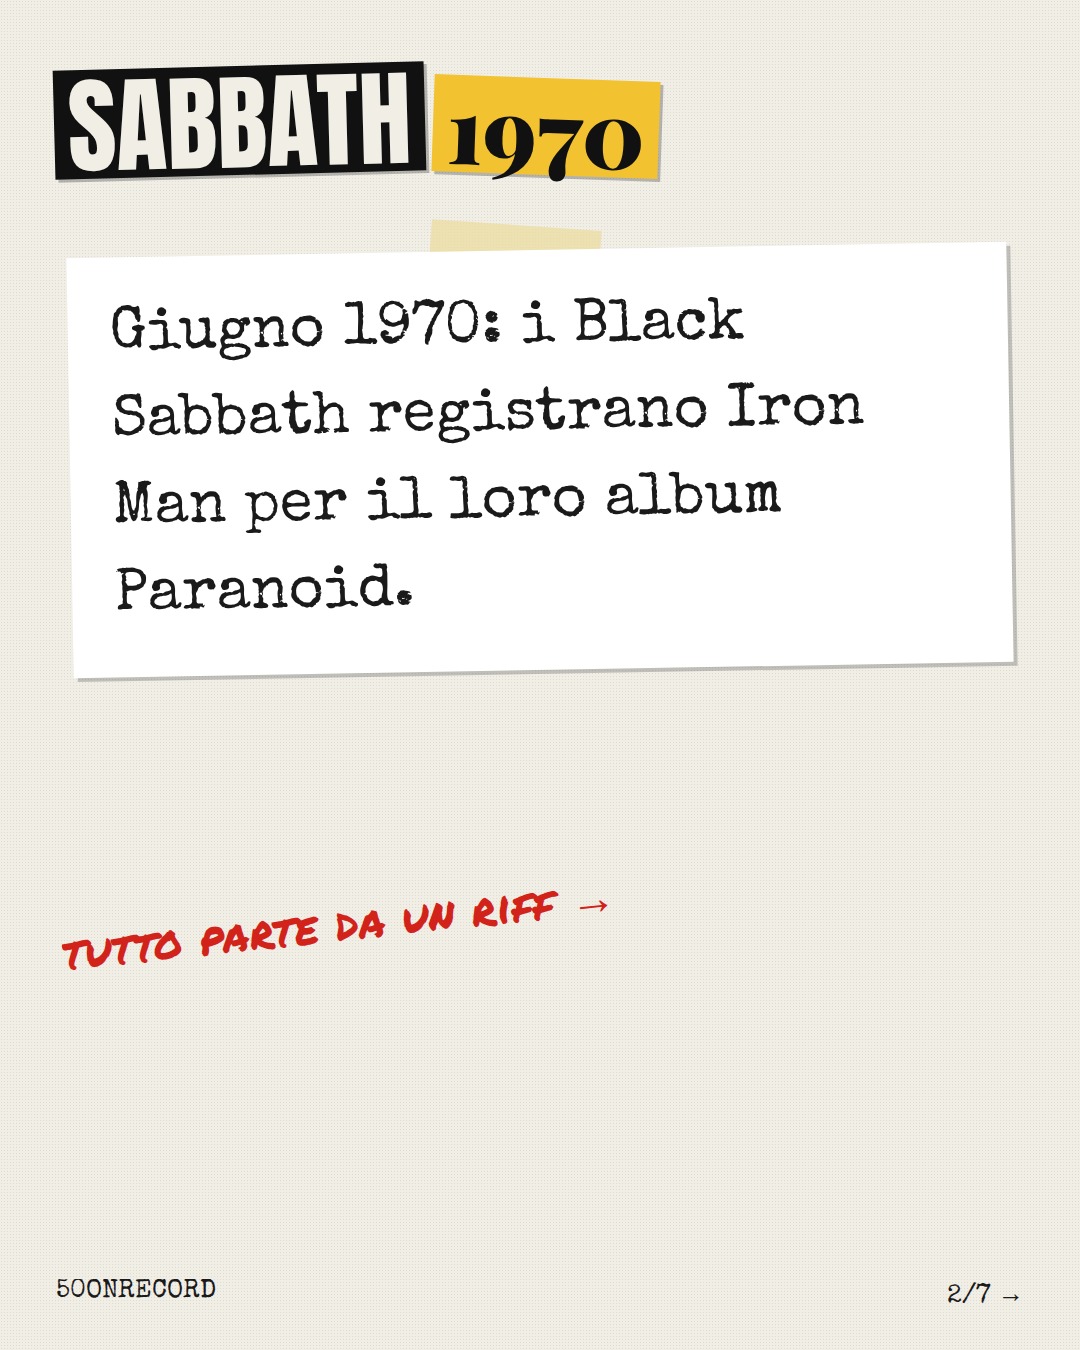 SABBATH 1970
Giugno 1970: i Black
Sabbath registrano Iron
Man per il loro album
Paranoid.
TUTTO PARTE DA UN RIFF →
500NRECORD
2/7 →